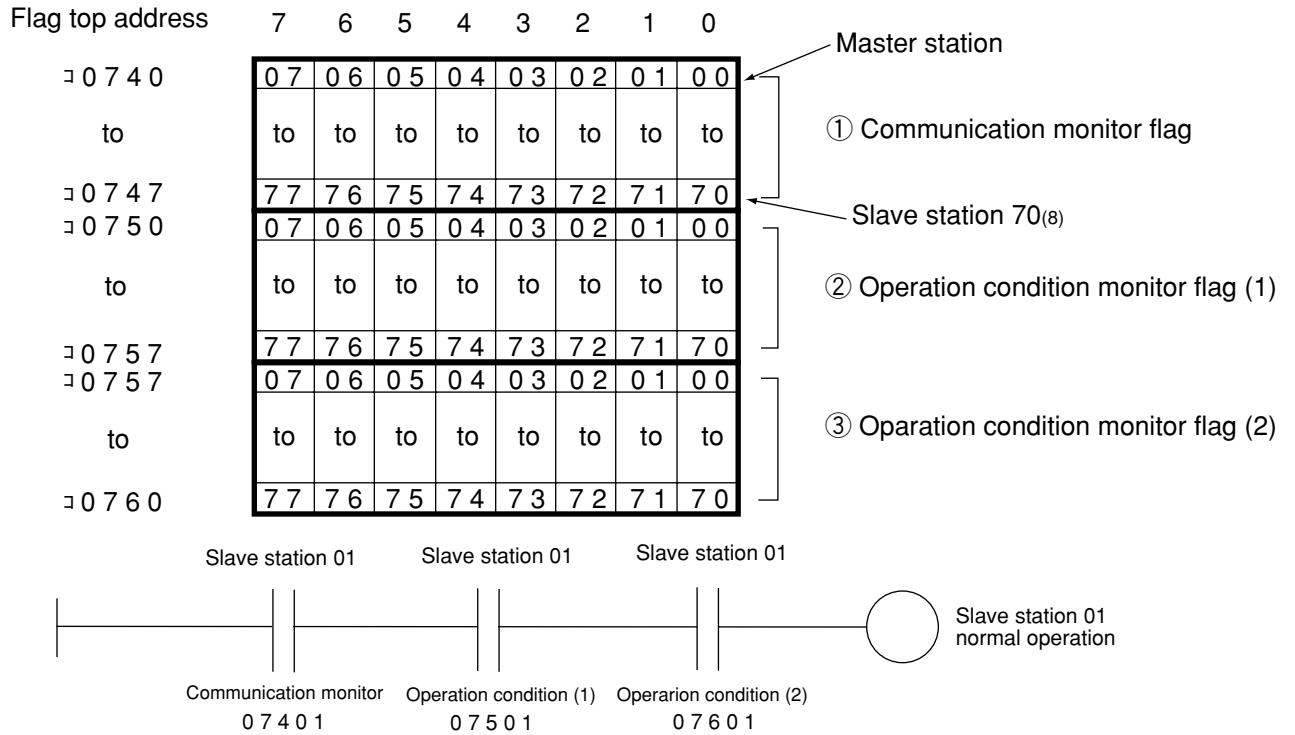 Flag top address 7 6 5 4 3 2 1 0
Master station
コ0740 07 06 05 04 03 02 01 00
to to to to to to to to to ① Communication monitor flag
コ0747 77 76 75 74 73 72 71 70
Slave station 70(8)
コ0750 07 06 05 04 03 02 01 00
to to to to to to to to to ② Operation condition monitor flag (1)
コ0757 77 76 75 74 73 72 71 70
コ0757 07 06 05 04 03 02 01 00
to to to to to to to to to ③ Oparation condition monitor flag (2)
コ0760 77 76 75 74 73 72 71 70
Slave station 01 Slave station 01 Slave station 01
Slave station 01
normal operation
Communication monitor Operation condition (1) Operarion condition (2)
07401 07501 07601